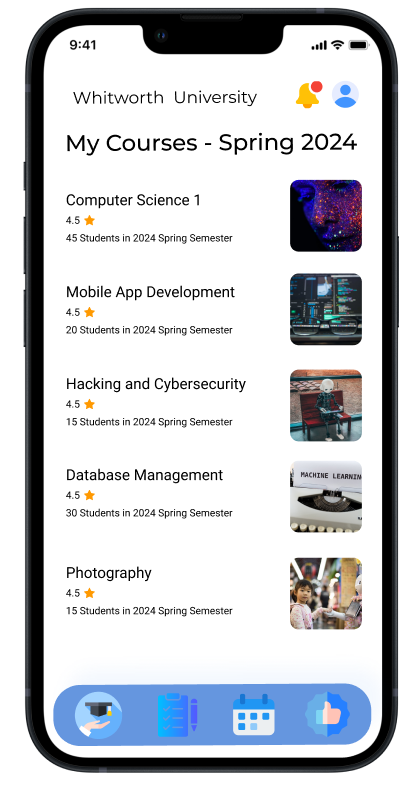 9:41
Whitworth University
My Courses - Spring 2024
Computer Science 1
4.5
45 Students in 2024 Spring Semester
Mobile App Development
4.5
20 Students in 2024 Spring Semester
Hacking and Cybersecurity
4.5
15 Students in 2024 Spring Semester
Database Management
4.5
30 Students in 2024 Spring Semester
MACHINE LEARNIN
Photography
4.5
15 Students in 2024 Spring Semester